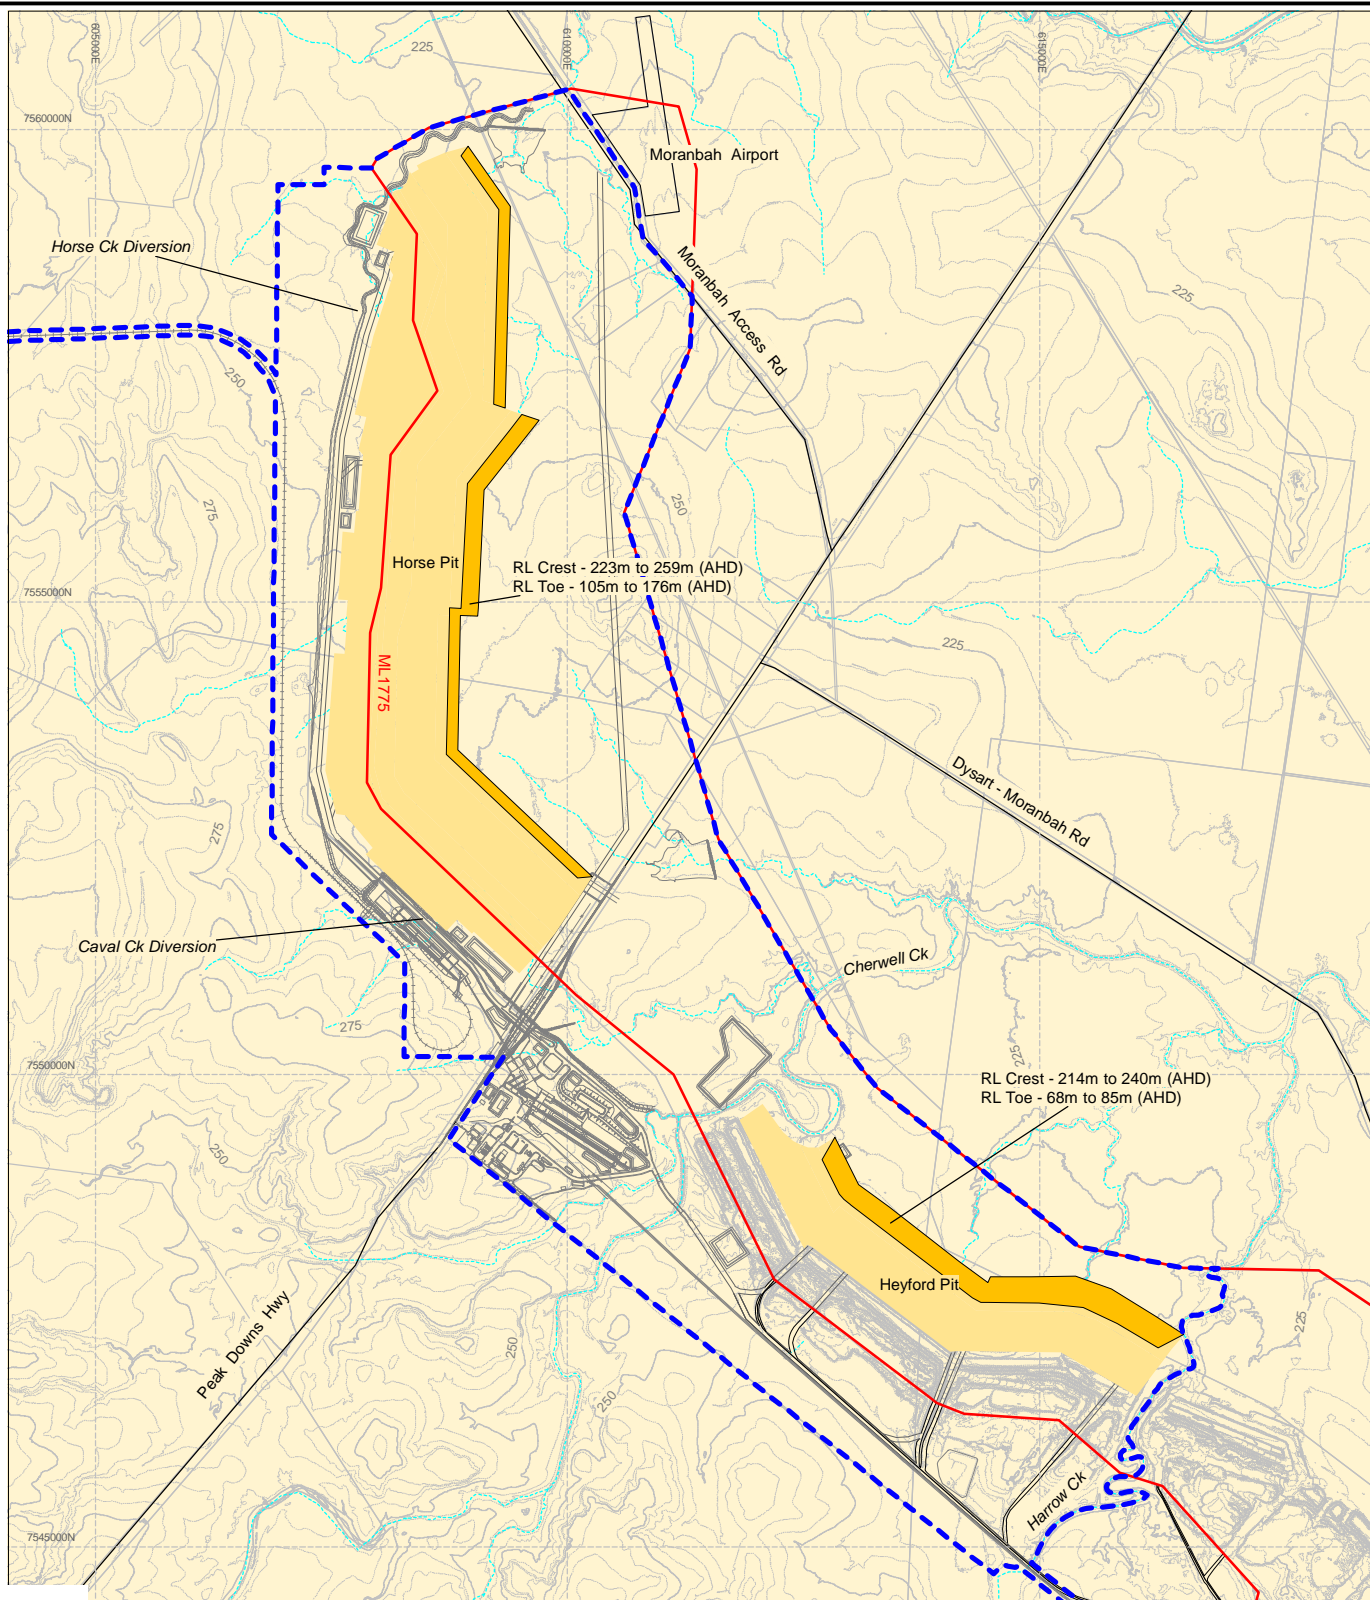 605000E
225
610000E
615000E
7560000N
Moranbah Airport
Horse Ck Diversion
Moranbah Access Rd
225
250
250
275
Horse Pit
RL Crest - 223m to 259m (AHD)
RL Toe - 105m to 176m (AHD)
7555000N
225
ML1775
Dysart - Moranbah Rd
275
Caval Ck Diversion
Cherwell Ck
275
225
7550000N
RL Crest - 214m to 240m (AHD)
RL Toe - 68m to 85m (AHD)
250
Heyford Pit
Peak Downs Hwy
225
250
250
Harrow Ck
7545000N